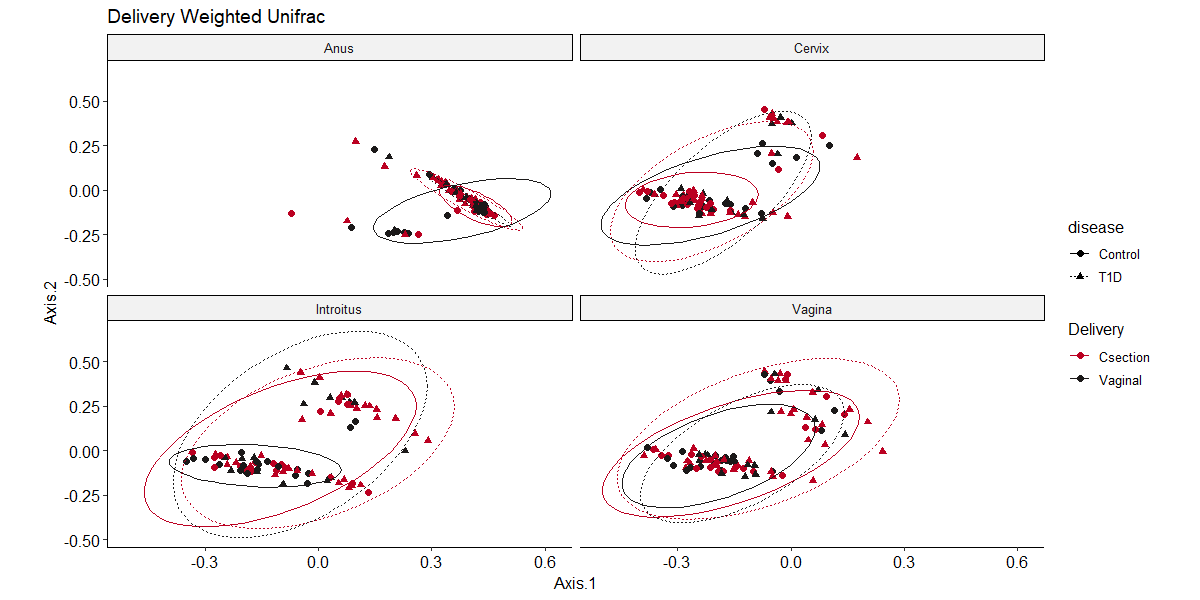 Delivery Weighted Unifrac
Anus
Cervix
0.50
0.25
0.00
-0.25
-0.50
disease
Control
T1D
Axis.2
Introitus
Vagina
Delivery
Csection
Vaginal
0.50
0.25
0.00
-0.25
-0.50
-0.3 0.0 0.3 0.6 -0.3 0.0 0.3 0.6
Axis.1